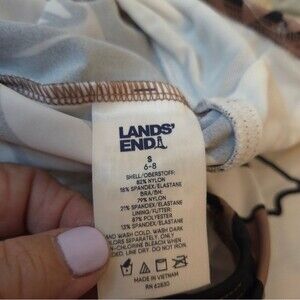 LANDS'
END
S
6-8
SHELL/OBERSTOFF:
82% NYLON
18% SPANDEX/ELASTANE
BRA/BH:
79% NYLON
21% SPANDEX/ELASTANE
LINING/FUTTER:
87% POLYESTER
13% SPANDEX/ELASTANE
WASH COLD. WASH DARK
COLORS SEPARATELY. ONLY
NON-CHLORINE BLEACH WHEN
LINE DRY. DO NOT
IRON.
MADE IN VIETNAM
RN 62830